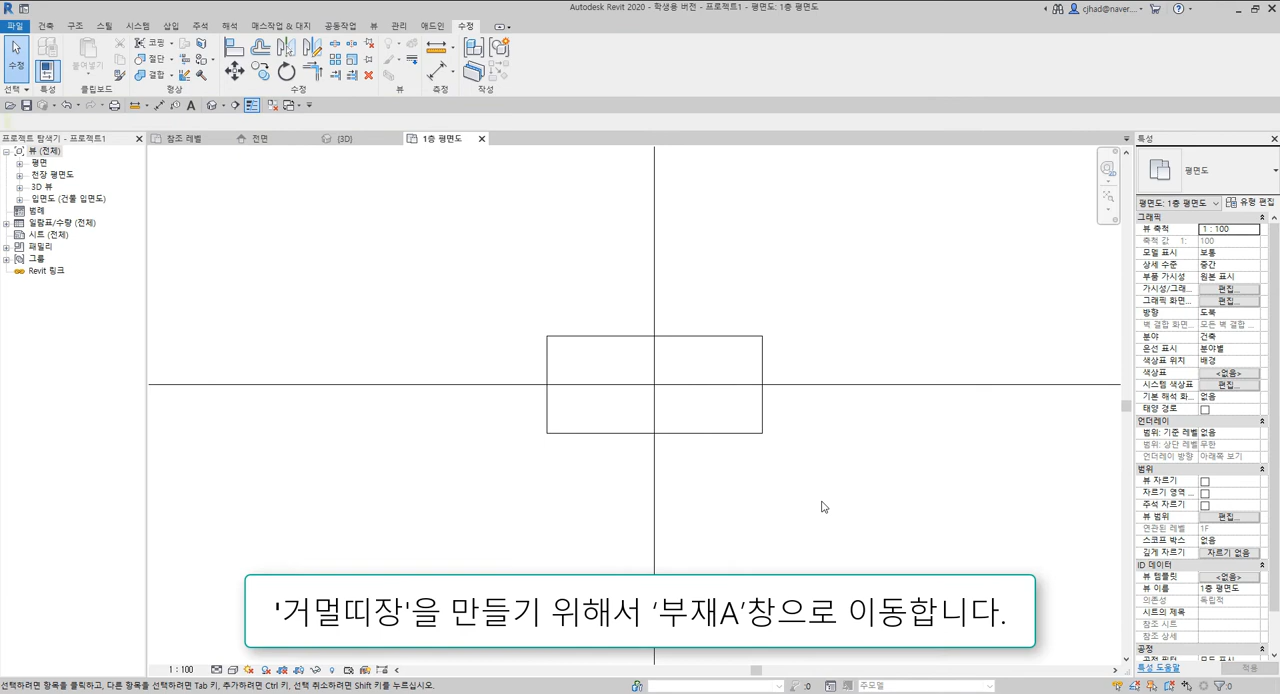 Autodesk Revit 2020 - 학생용 버전 - 프로젝트1 - 평면도: 1층 평면도
cjhad@naver....
파일 건축 구조 스틸 시스템 삽입 주석 해석 매스작업 & 대지 공동작업 뷰 관리 애드인 수정
수정
붙여넣기
코핑
절단
결합
선택 특성 클립보드 형상 수정 뷰 측정 작성
프로젝트 탐색기 - 프로젝트1
참조 레벨
전면
{3D}
1층 평면도
뷰 (전체)
평면
천장 평면도
3D 뷰
입면도 (건물 입면도)
범례
일람표/수량 (전체)
시트 (전체)
패밀리
그룹
Revit 링크
특성
평면도
평면도: 1층 평면도 유형 편집
그래픽
뷰 축척 1 : 100
축척 값 1: 100
모델 표시 보통
상세 수준 중간
부품 가시성 원본 표시
가시성/그래... 편집...
그래픽 화면... 편집...
방향 도북
벽 결합 화면... 모든 벽 결합 ...
분야 건축
은선 표시 분야별
색상표 위치 배경
색상표 <없음>
시스템 색상표 편집...
기본 해석 화... 없음
태양 경로
언더레이
범위: 기준 레벨 없음
범위: 상단 레벨 무한
언더레이 방향 아래쪽 보기
범위
뷰 자르기
자르기 영역 ...
주석 자르기
뷰 범위 편집...
연관된 레벨 1F
스코프 박스 없음
깊게 자르기 자르기 없음
ID 데이터
뷰 템플릿 <없음>
뷰 이름 1층 평면도
의존성 독립적
시트의 제목
참조 시트
참조 상세
공정
공정 필터 모두 표시
특성 도움말 적용
'거멀띠장'을 만들기 위해서 ‘부재A’창으로 이동합니다.
1 : 100
선택하려면 항목을 클릭하고, 다른 항목을 선택하려면 Tab 키, 추가하려면 Ctrl 키, 선택 취소하려면 Shift 키를 누르십시오.
:0
주모델
:0